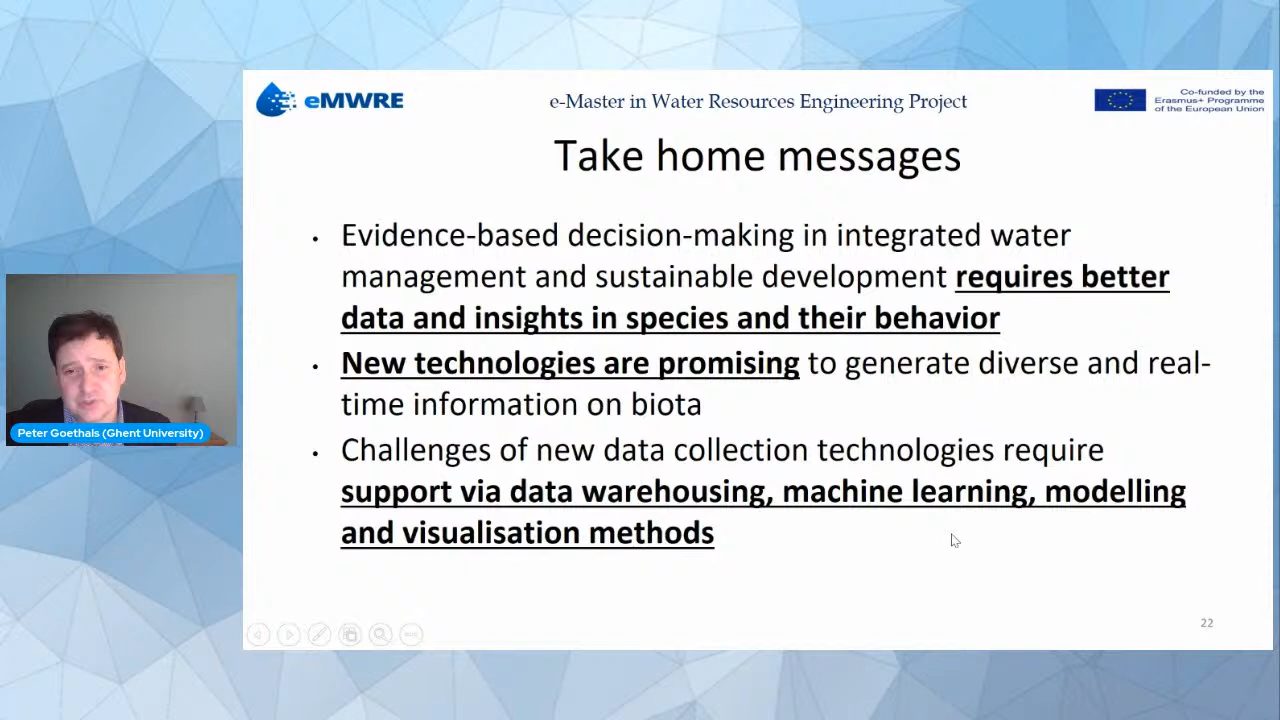 eMWRE
e-Master in Water Resources Engineering Project
Co-funded by the
Erasmus+ Programme
of the European Union
Take home messages
• Evidence-based decision-making in integrated water
management and sustainable development requires better
data and insights in species and their behavior
• New technologies are promising to generate diverse and real-
time information on biota
• Challenges of new data collection technologies require
support via data warehousing, machine learning, modelling
and visualisation methods
Peter Goethals (Ghent University)
22